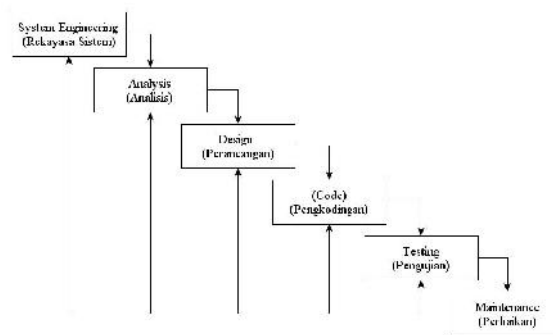 System Engineering
(Rekayasa Sistem)
Analysis
(Analisis)
Design
(Perancangan)
(Code)
(Pengkodingan)
Testing
(Pengujian)
Maintenance
(Perbaikan)